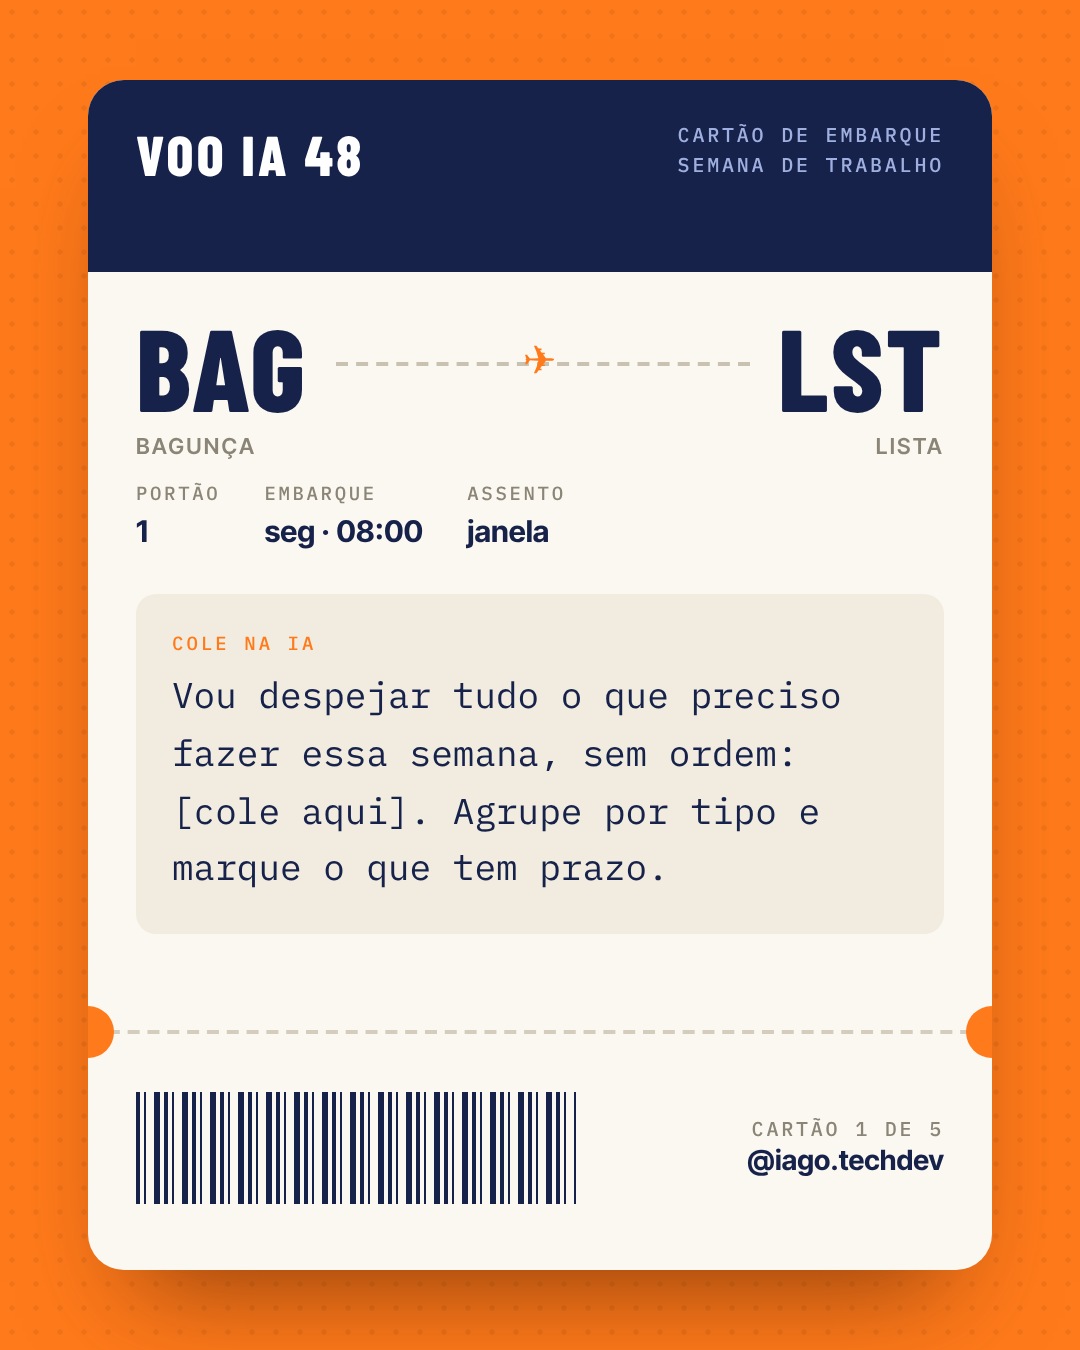 VOO IA 48
CARTÃO DE EMBARQUE
SEMANA DE TRABALHO
BAG
LST
BAGUNÇA
LISTA
PORTÃO
EMBARQUE
ASSENTO
1
seg · 08:00
janela
COLE NA IA
Vou despejar tudo o que preciso
fazer essa semana, sem ordem:
[cole aqui]. Agrupe por tipo e
marque o que tem prazo.
CARTÃO 1 DE 5
@iago.techdev